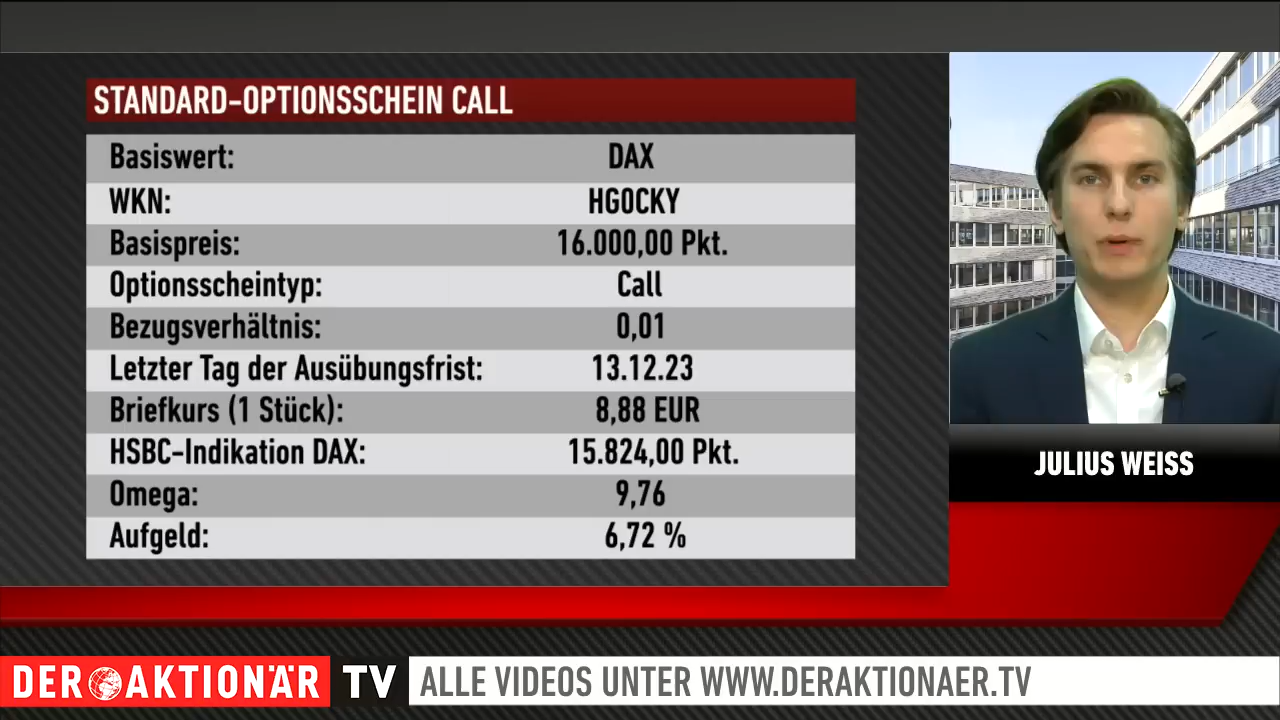 STANDARD-OPTIONSSCHEIN CALL
Basiswert: DAX
WKN: HG0CKY
Basispreis: 16.000,00 Pkt.
Optionsscheintyp: Call
Bezugsverhältnis: 0,01
Letzter Tag der Ausübungsfrist: 13.12.23
Briefkurs (1 Stück): 8,88 EUR
HSBC-Indikation DAX: 15.824,00 Pkt.
Omega: 9,76
Aufgeld: 6,72 %
JULIUS WEISS
DER AKTIONÄR TV
ALLE VIDEOS UNTER WWW.DERAKTIONAER.TV